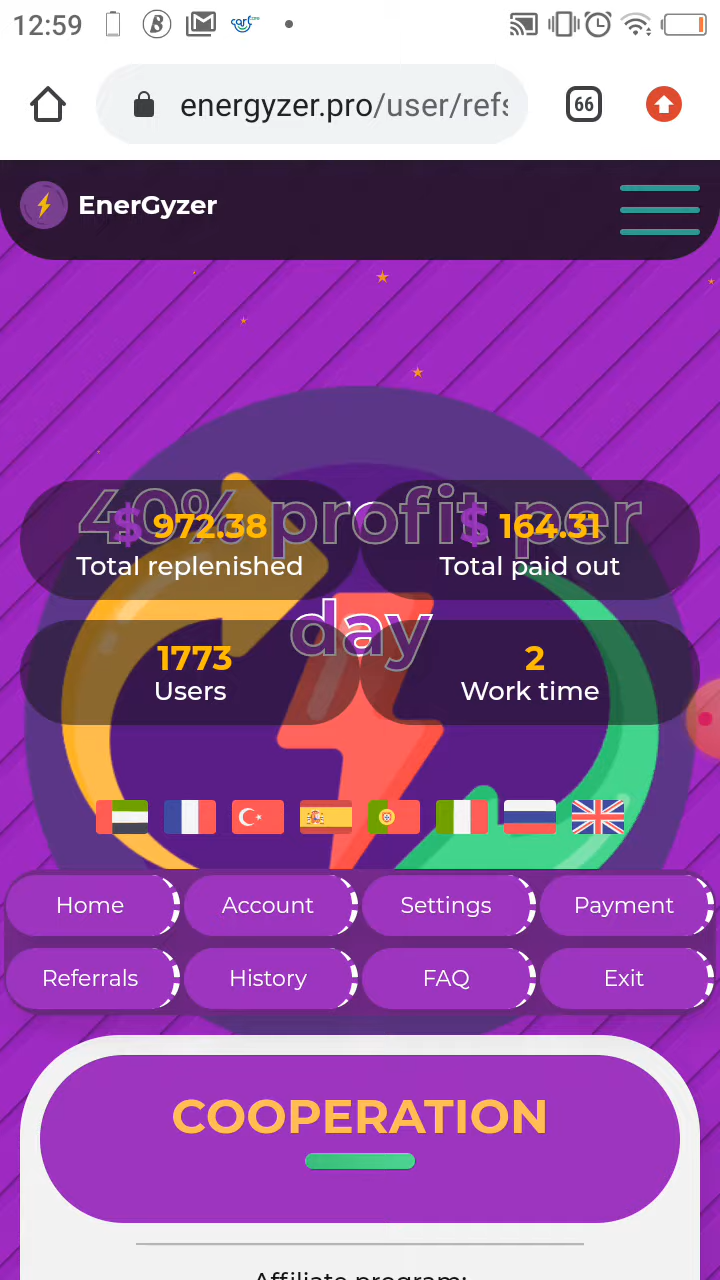 12:59
energyzer.pro/user/refs
66
EnerGyzer
40% profit per
day
$ 972.38
Total replenished
$ 164.31
Total paid out
1773
Users
2
Work time
Home
Account
Settings
Payment
Referrals
History
FAQ
Exit
COOPERATION
Affiliate program: